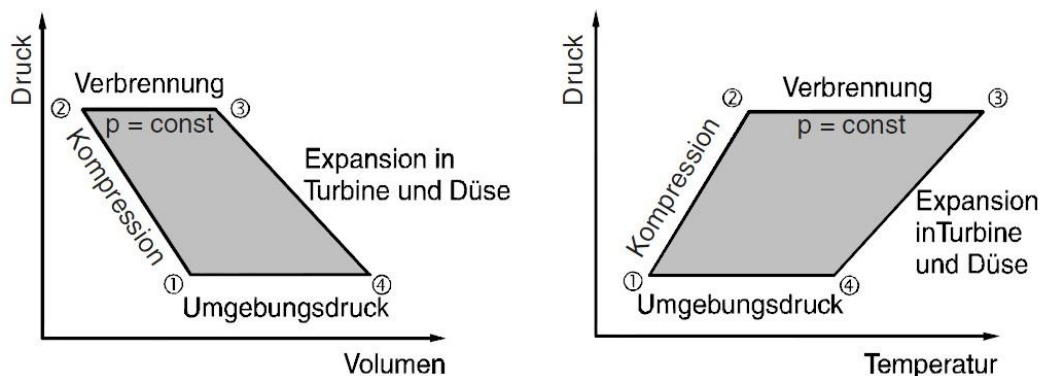 Druck
Verbrennung
②
③
p = const
Kompression
Expansion in
Turbine und Düse
①
④
Umgebungsdruck
Volumen
Druck
Verbrennung
②
③
p = const
Kompression
Expansion
inTurbine
und Düse
①
④
Umgebungsdruck
Temperatur